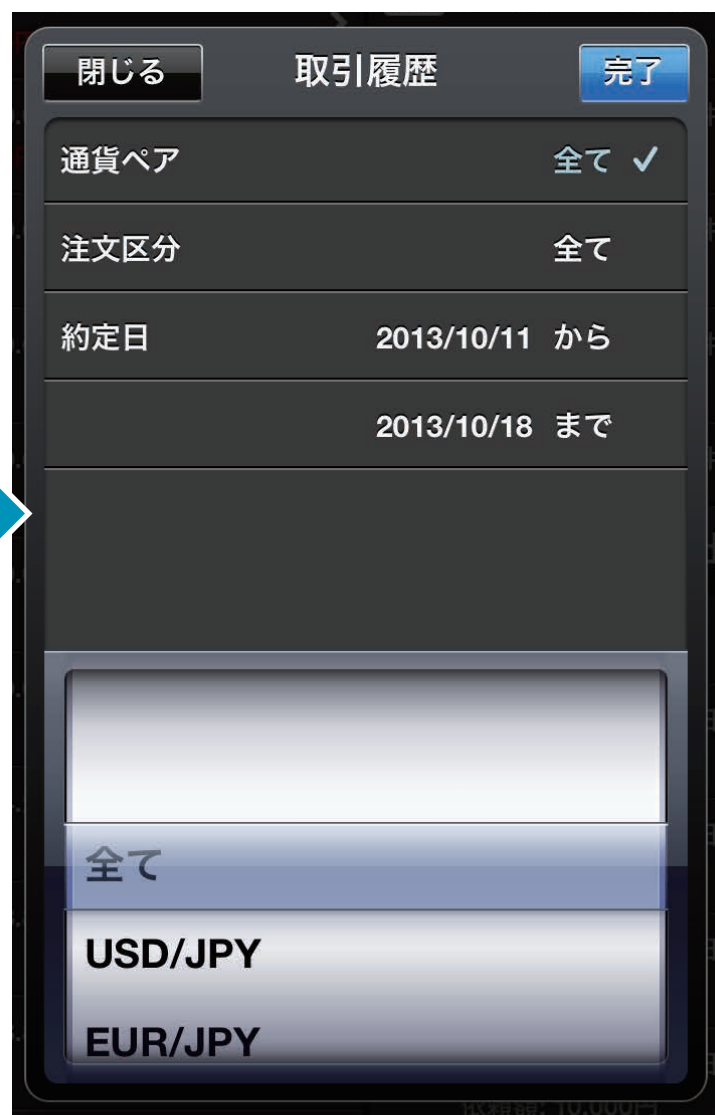 閉じる 取引履歴 完了
通貨ペア 全て ✓
注文区分 全て
約定日 2013/10/11 から
2013/10/18 まで
全て
USD/JPY
EUR/JPY